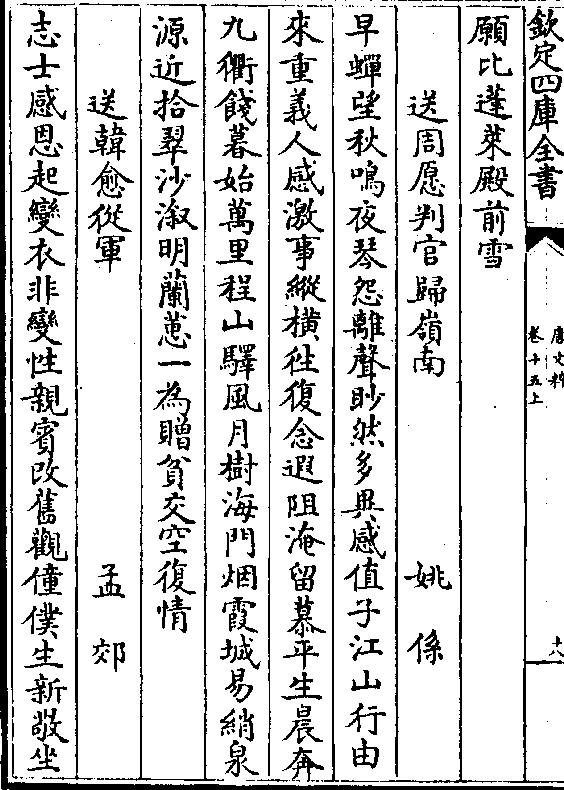 欽定四庫全書
唐文粹
卷十五上
十八
願比蓬萊殿前雪
送周愿判官歸嶺南
姚係
早蟬望秋鳴夜琴怨離聲眇然多異感值子江山行由
來重義人感激事縱橫往復念遐阻淹留慕平生晨奔
九衢餞暮始萬里程山驛風月樹海門烟霞城易綃泉
源近拾翠沙溆明蘭蕙一為贈貧交空復情
送韓愈從軍
孟郊
志士感恩起變衣非變性親賓改舊觀僮僕生新敬坐